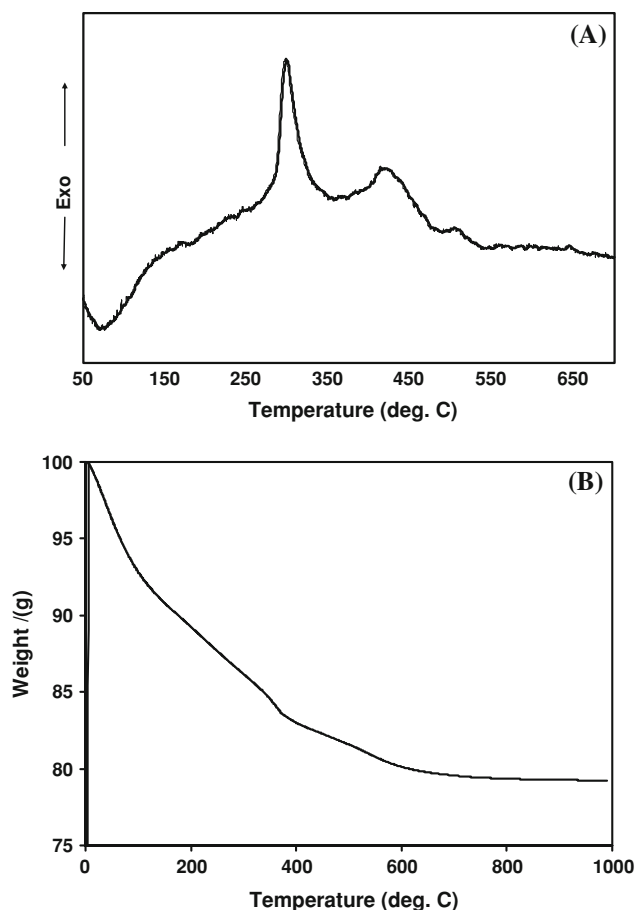 (A)
Exo
50 150 250 350 450 550 650
Temperature (deg. C)
(B)
100
95
90
85
80
75
Weight /(g)
0 200 400 600 800 1000
Temperature (deg. C)